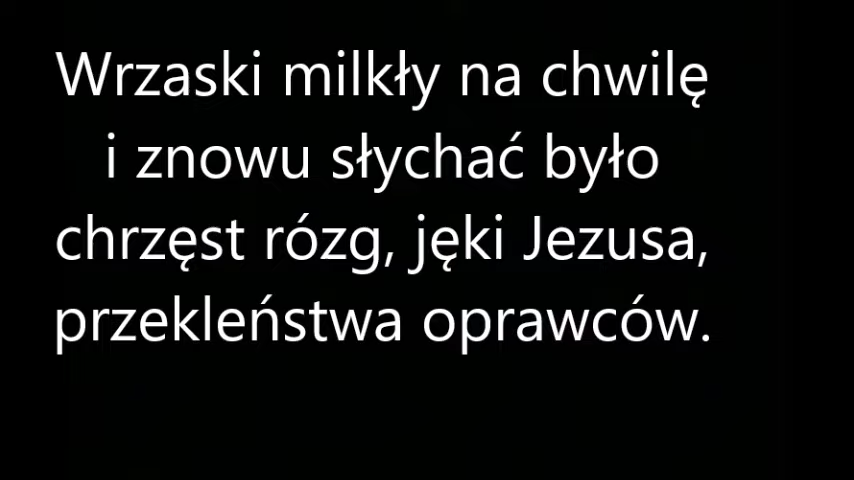 Wrzaski milkły na chwilę
i znowu słychać było
chrzęst rózg, jęki Jezusa,
przekleństwa oprawców.